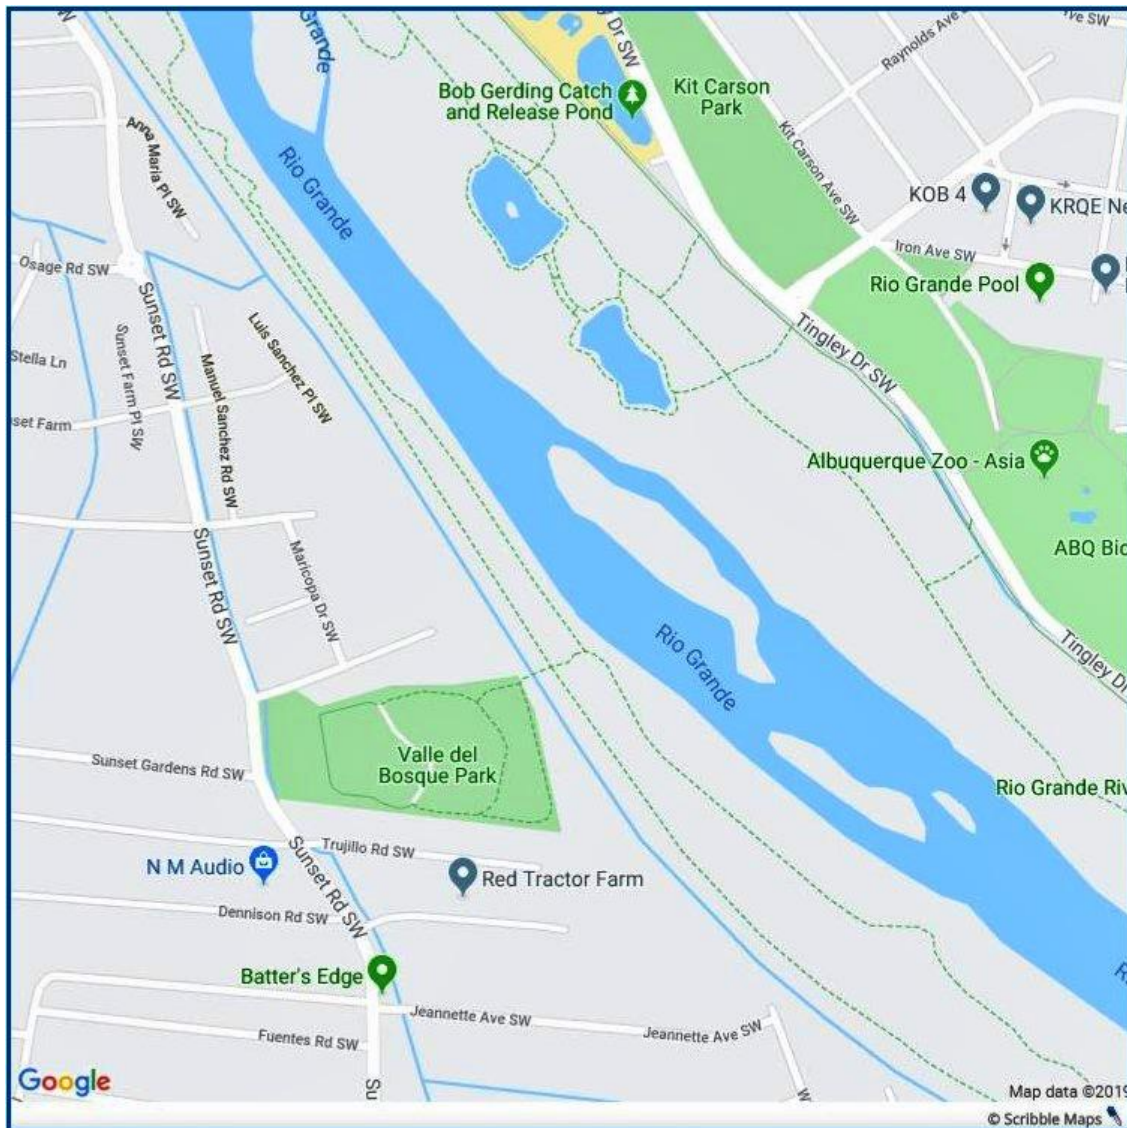 Grande
y Dr SW
Raynolds Ave S
ve SW
Bob Gerding Catch
and Release Pond
Kit Carson
Park
Anna Maria Pl SW
Rio Grande
Kit Carson Ave SW
KOB 4
KRQE Ne
Iron Ave SW
Osage Rd SW
Rio Grande Pool
Sunset Rd SW
Sunset Farm Pl SW
Luis Sanchez Pl SW
Manuel Sanchez Rd SW
Tingley Dr SW
Stella Ln
set Farm
Albuquerque Zoo - Asia
ABQ Bio
Sunset Rd SW
Maricopa Dr SW
Rio Grande
Tingley Dr
Valle del
Bosque Park
Sunset Gardens Rd SW
Rio Grande Riv
Trujillo Rd SW
N M Audio
Sunset Rd SW
Red Tractor Farm
Dennison Rd SW
Batter's Edge
Jeannette Ave SW
Jeannette Ave SW
Fuentes Rd SW
Su
Google
Map data ©2019
© Scribble Maps